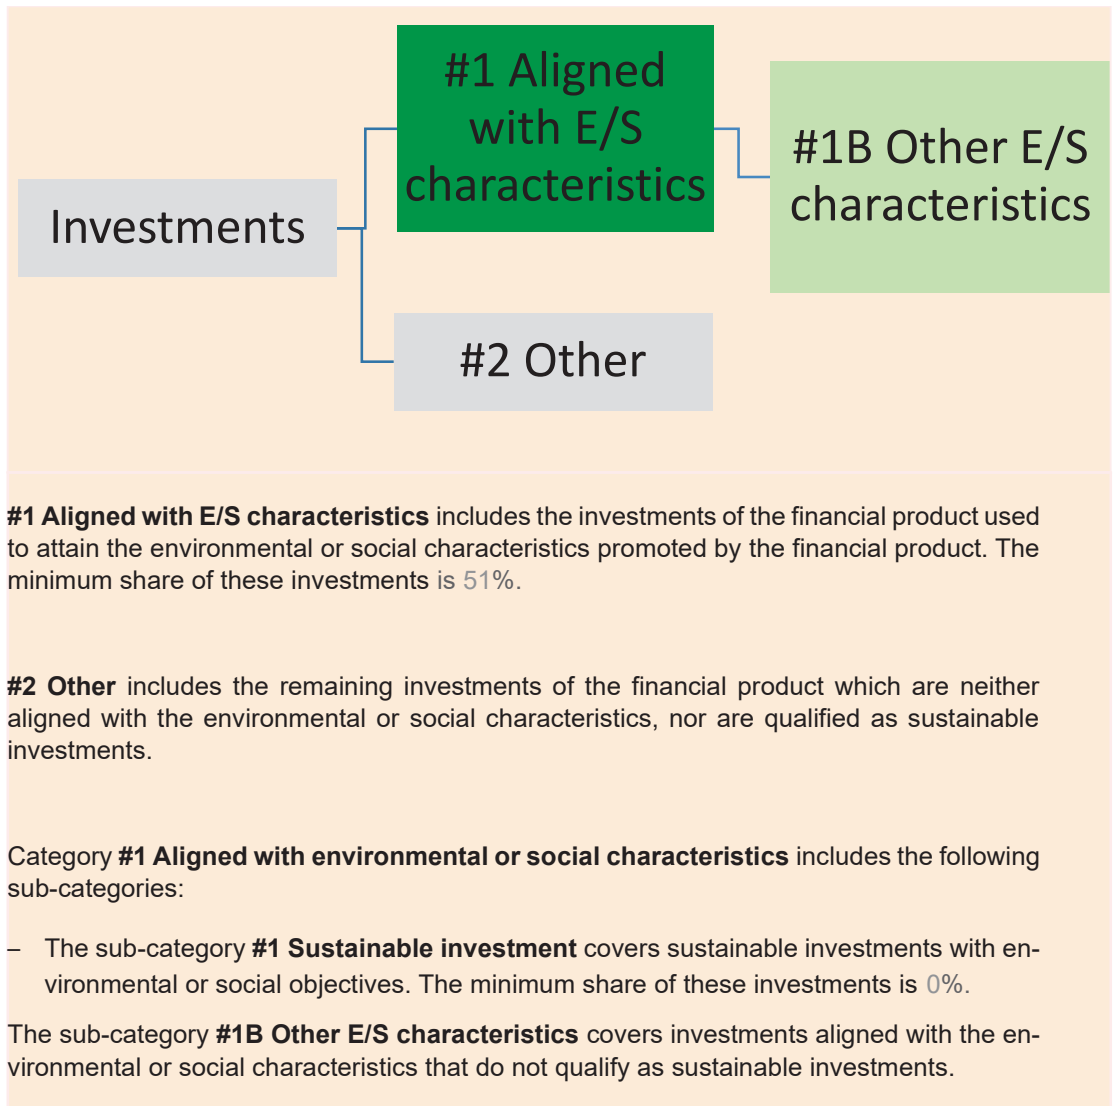 #1 Aligned
with E/S
characteristics
#1B Other E/S
characteristics
Investments
#2 Other
#1 Aligned with E/S characteristics includes the investments of the financial product used
to attain the environmental or social characteristics promoted by the financial product. The
minimum share of these investments is 51%.
#2 Other includes the remaining investments of the financial product which are neither
aligned with the environmental or social characteristics, nor are qualified as sustainable
investments.
Category #1 Aligned with environmental or social characteristics includes the following
sub-categories:
– The sub-category #1 Sustainable investment covers sustainable investments with en-
vironmental or social objectives. The minimum share of these investments is 0%.
The sub-category #1B Other E/S characteristics covers investments aligned with the en-
vironmental or social characteristics that do not qualify as sustainable investments.